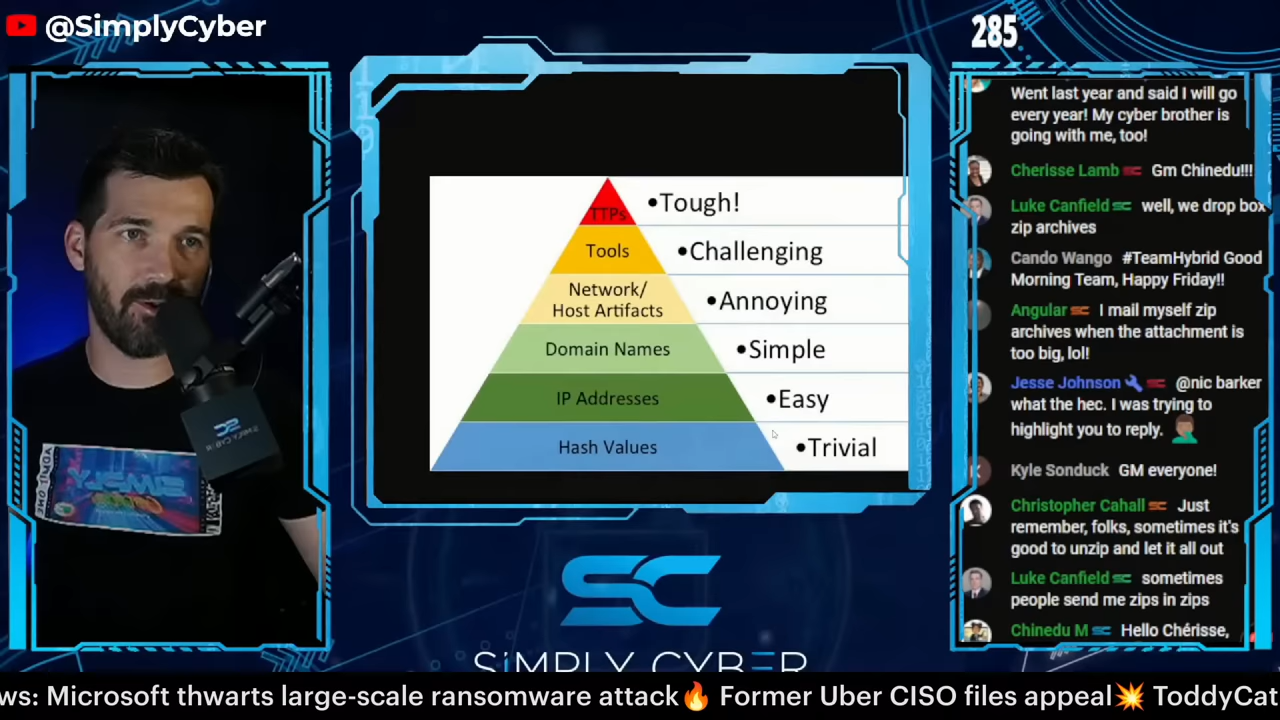 @SimplyCyber
285
TTPs
•Tough!
Tools
•Challenging
Network/
Host Artifacts
•Annoying
Domain Names
•Simple
IP Addresses
•Easy
Hash Values
•Trivial
Went last year and said I will go
every year! My cyber brother is
going with me, too!
Cherisse Lamb Gm Chinedu!!!
Luke Canfield well, we drop box
zip archives
Cando Wango #TeamHybrid Good
Morning Team, Happy Friday!!
Angular I mail myself zip
archives when the attachment is
too big, lol!
Jesse Johnson @nic barker
what the hec. I was trying to
highlight you to reply.
Kyle Sonduck GM everyone!
Christopher Cahall Just
remember, folks, sometimes it's
good to unzip and let it all out
Luke Canfield sometimes
people send me zips in zips
Chinedu M Hello Chérisse,
SC
SIMPLY CYBER
ws: Microsoft thwarts large-scale ransomware attack🔥 Former Uber CISO files appeal💥 ToddyCat